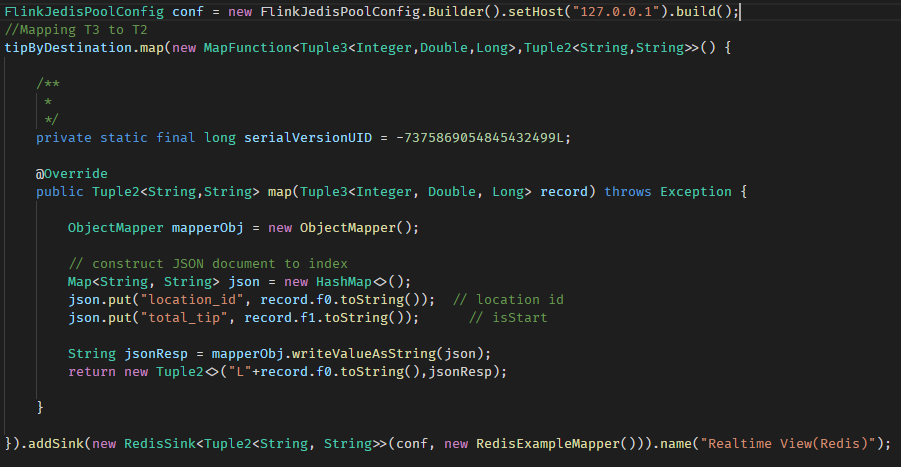 FlinkJedisPoolConfig conf = new FlinkJedisPoolConfig.Builder().setHost("127.0.0.1").build();
//Mapping T3 to T2
tipByDestination.map(new MapFunction<Tuple3<Integer,Double,Long>,Tuple2<String,String>>() {
/**
*
*/
private static final long serialVersionUID = -7375869054845432499L;
@Override
public Tuple2<String,String> map(Tuple3<Integer, Double, Long> record) throws Exception {
ObjectMapper mapperObj = new ObjectMapper();
// construct JSON document to index
Map<String, String> json = new HashMap<>();
json.put("location_id", record.f0.toString()); // location id
json.put("total_tip", record.f1.toString()); // isStart
String jsonResp = mapperObj.writeValueAsString(json);
return new Tuple2<>("L"+record.f0.toString(),jsonResp);
}
}).addSink(new RedisSink<Tuple2<String, String>>(conf, new RedisExampleMapper())).name("Realtime View(Redis)");